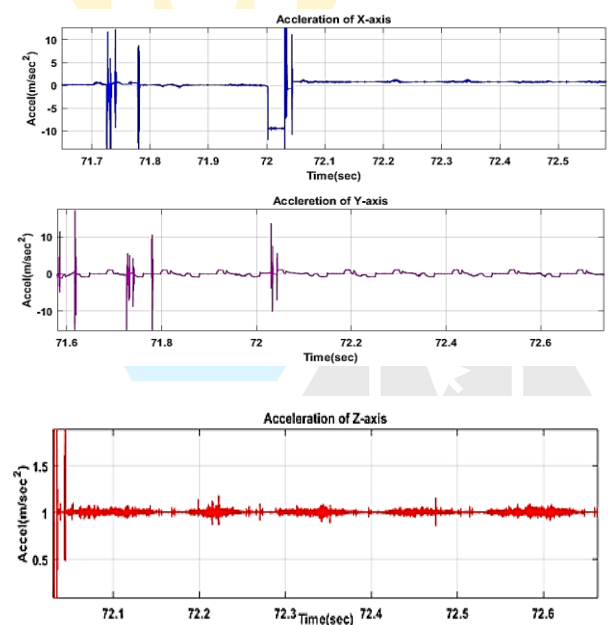 Accleration of X-axis
Accel(m/sec2)
10
5
0
-5
-10
71.7 71.8 71.9 72 72.1 72.2 72.3 72.4 72.5
Time(sec)
Accleretion of Y-axis
Accel(m/sec2)
10
0
-10
71.6 71.8 72 72.2 72.4 72.6
Time(sec)
Acceleration of Z-axis
Accel(m/sec2)
1.5
1
0.5
72.1 72.2 72.3 72.4 72.5 72.6
Time(sec)